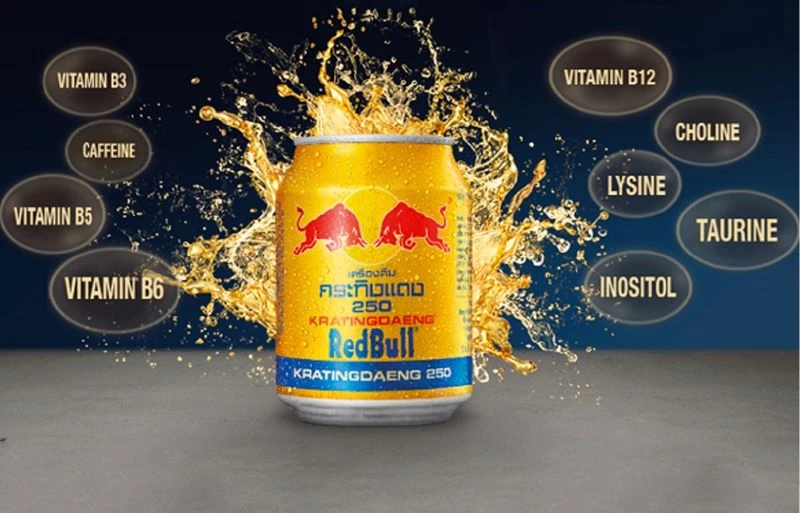 VITAMIN B3
CAFFEINE
VITAMIN B5
VITAMIN B6
VITAMIN B12
CHOLINE
LYSINE
TAURINE
INOSITOL
เครื่องดื่ม
กระทิงแดง
250
KRATINGDAENG
RedBull
KRATINGDAENG 250